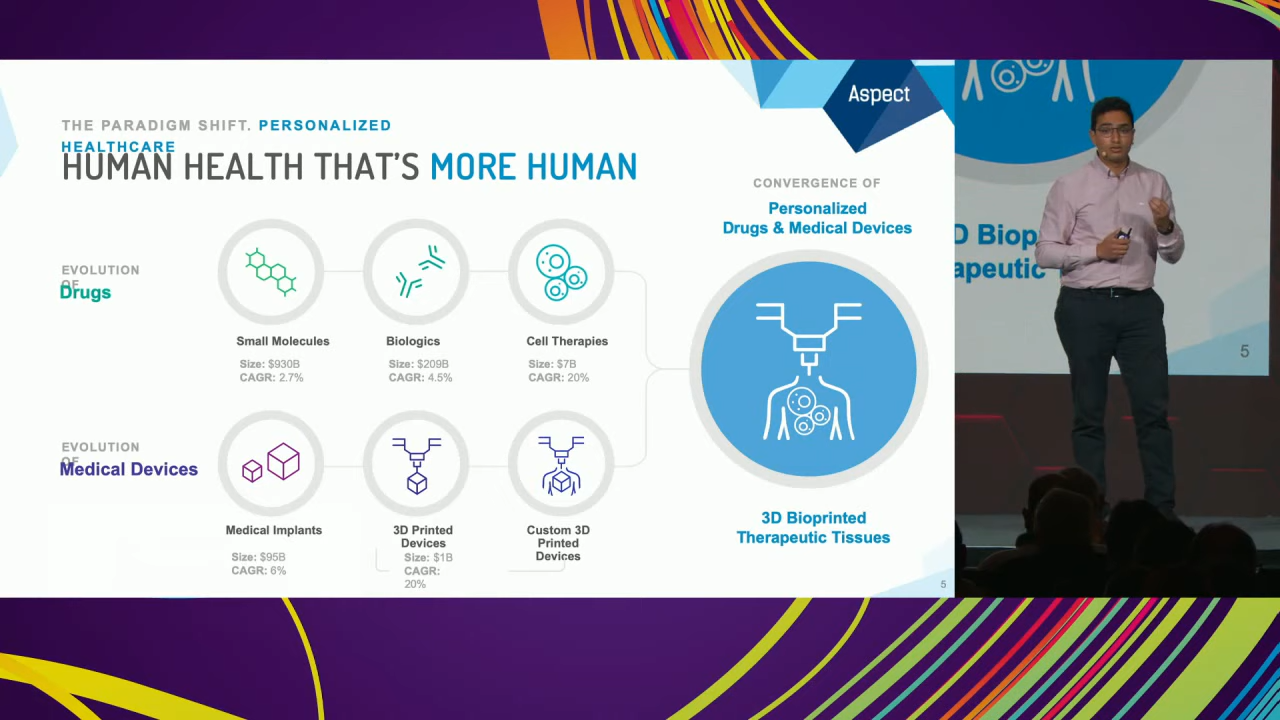 Aspect
THE PARADIGM SHIFT. PERSONALIZED
HEALTHCARE
HUMAN HEALTH THAT'S MORE HUMAN
CONVERGENCE OF
Personalized
Drugs & Medical Devices
EVOLUTION
OF
Drugs
Small Molecules
Size: $930B
CAGR: 2.7%
Biologics
Size: $209B
CAGR: 4.5%
Cell Therapies
Size: $7B
CAGR: 20%
EVOLUTION
OF
Medical Devices
Medical Implants
Size: $95B
CAGR: 6%
3D Printed
Devices
Size: $1B
CAGR:
20%
Custom 3D
Printed
Devices
3D Bioprinted
Therapeutic Tissues
5
D Biop
apeutic
5